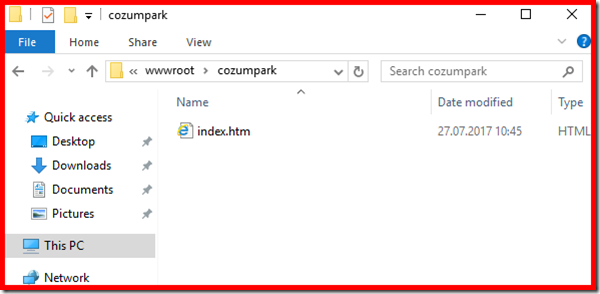 cozumpark
File Home Share View
« wwwroot › cozumpark Search cozumpark
Name Date modified Type
Quick access
Desktop
Downloads
Documents
Pictures
This PC
Network
index.htm 27.07.2017 10:45 HTML